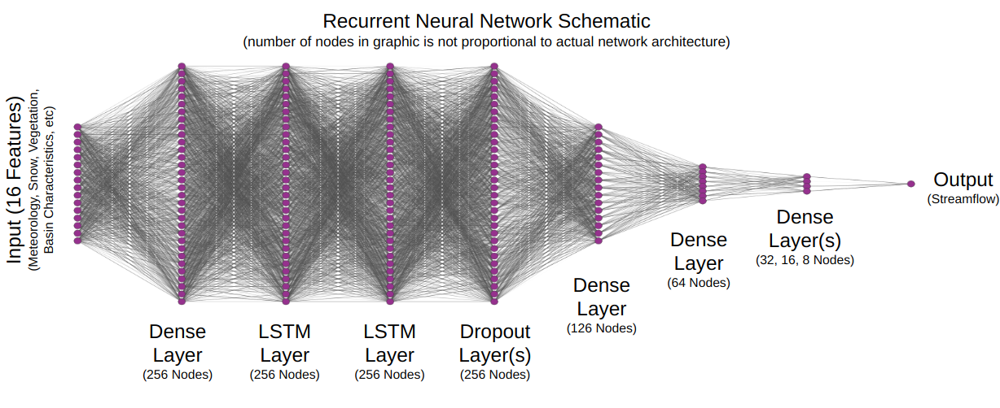 Recurrent Neural Network Schematic
(number of nodes in graphic is not proportional to actual network architecture)
Input (16 Features)
(Meteorology, Snow, Vegetation,
Basin Characteristics, etc)
Dense
Layer
(256 Nodes)
LSTM
Layer
(256 Nodes)
LSTM
Layer
(256 Nodes)
Dropout
Layer(s)
(256 Nodes)
Dense
Layer
(126 Nodes)
Dense
Layer
(64 Nodes)
Dense
Layer(s)
(32, 16, 8 Nodes)
Output
(Streamflow)